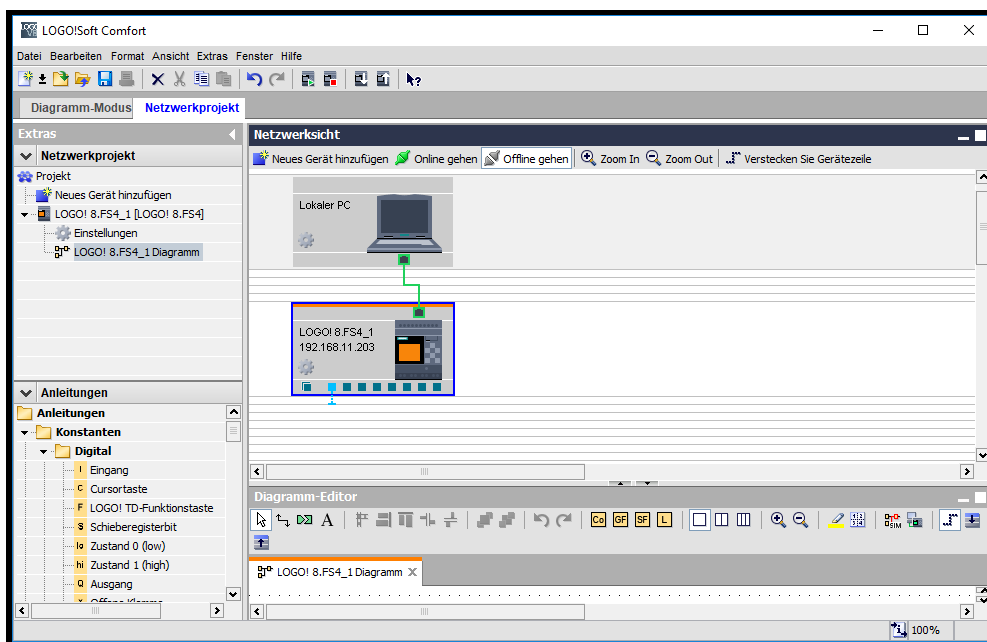 LOGO!Soft Comfort
Datei Bearbeiten Format Ansicht Extras Fenster Hilfe
Diagramm-Modus Netzwerkprojekt
Extras
Netzwerkprojekt
Projekt
Neues Gerät hinzufügen
LOGO! 8.FS4_1 [LOGO! 8.FS4]
Einstellungen
LOGO! 8.FS4_1 Diagramm
Anleitungen
Anleitungen
Konstanten
Digital
I Eingang
C Cursortaste
F LOGO! TD-Funktionstaste
S Schieberegisterbit
lo Zustand 0 (low)
hi Zustand 1 (high)
Q Ausgang
X Offene Klemme
Netzwerksicht
Neues Gerät hinzufügen Online gehen Offline gehen Zoom In Zoom Out Verstecken Sie Gerätezeile
Lokaler PC
LOGO! 8.FS4_1
192.168.11.203
Diagramm-Editor
A Co GF SF L SIM
LOGO! 8.FS4_1 Diagramm
100%